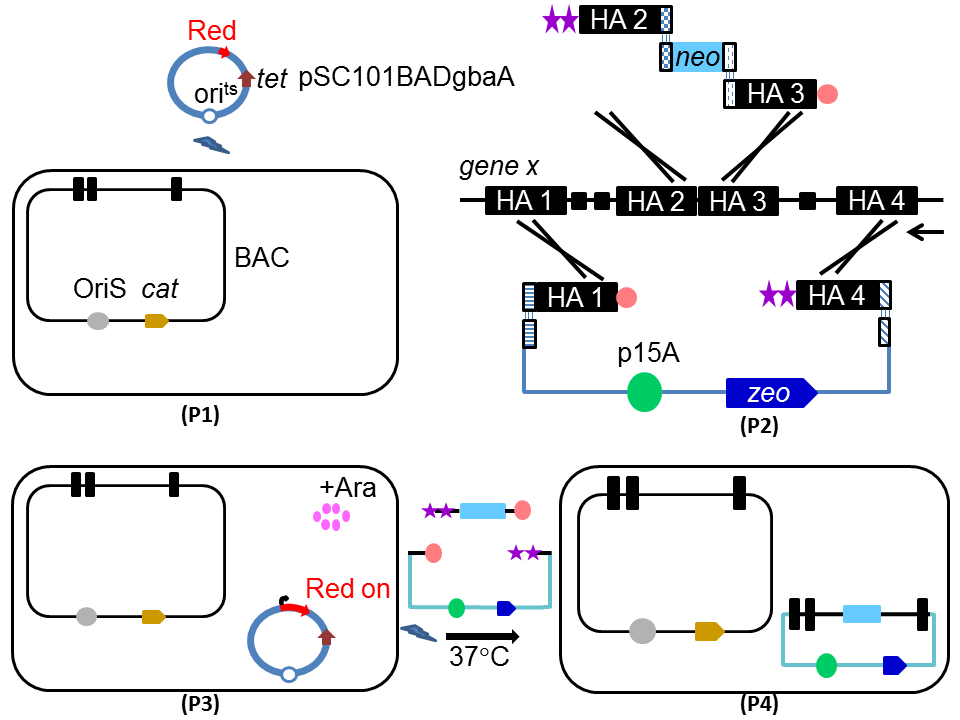 Red
ori^ts tet pSC101BADgbaA
BAC
OriS cat
(P1)
HA 2
neo
HA 3
gene x
HA 1 HA 2 HA 3 HA 4
HA 1 HA 4
p15A
zeo
(P2)
+Ara
Red on
(P3)
37°C
(P4)